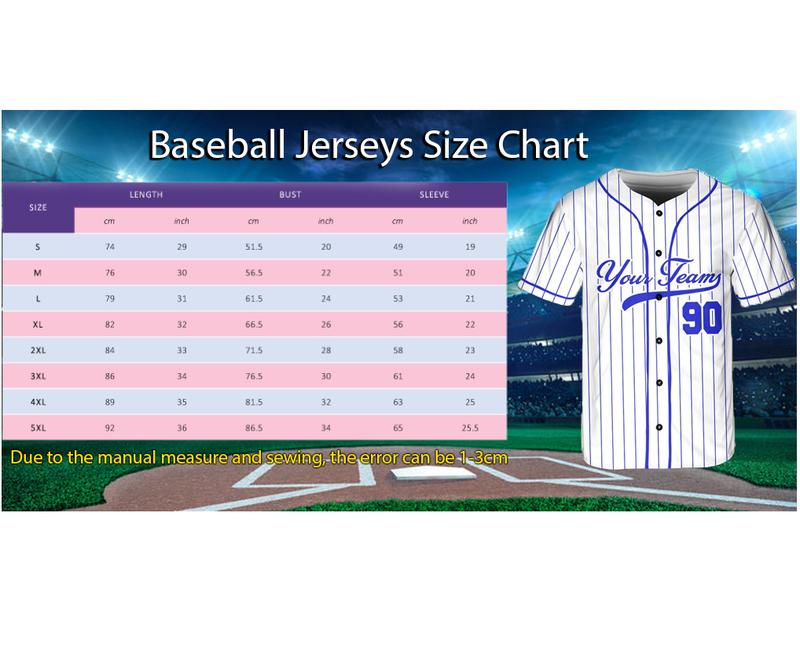 Baseball Jerseys Size Chart
SIZE LENGTH BUST SLEEVE
cm inch cm inch cm inch
S 74 29 51.5 20 49 19
M 76 30 56.5 22 51 20
L 79 31 61.5 24 53 21
XL 82 32 66.5 26 56 22
2XL 84 33 71.5 28 58 23
3XL 86 34 76.5 30 61 24
4XL 89 35 81.5 32 63 25
5XL 92 36 86.5 34 65 25.5
Due to the manual measure and sewing, the error can be 1-3cm
Your Teams
90